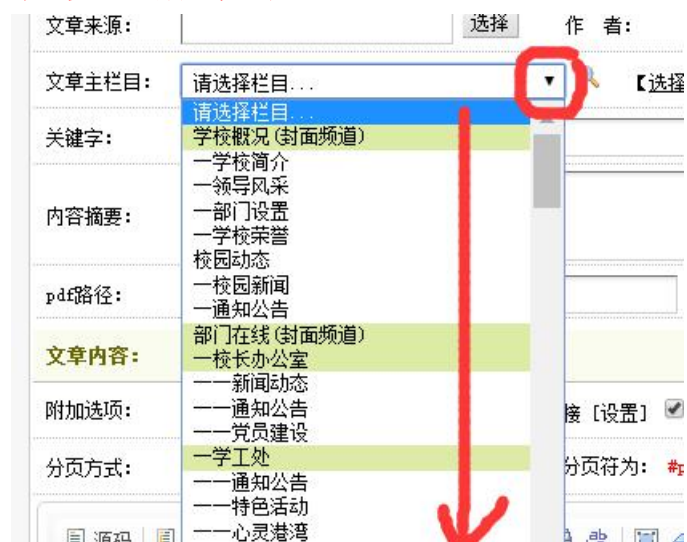 文章来源: 选择 作 者:
文章主栏目: 请选择栏目... 【选择
请选择栏目...
学校概况(封面频道)
关键字:
一学校简介
一领导风采
内容摘要: 一部门设置
一学校荣誉
校园动态
一校园新闻
pdf路径:
一通知公告
部门在线(封面频道)
文章内容: 一校长办公室
一一新闻动态
附加选项: 一一通知公告 接 [设置]
一一党员建设
一学工处
分页方式: 分页符为: #p
一一通知公告
一一特色活动
源码 一一心灵港湾